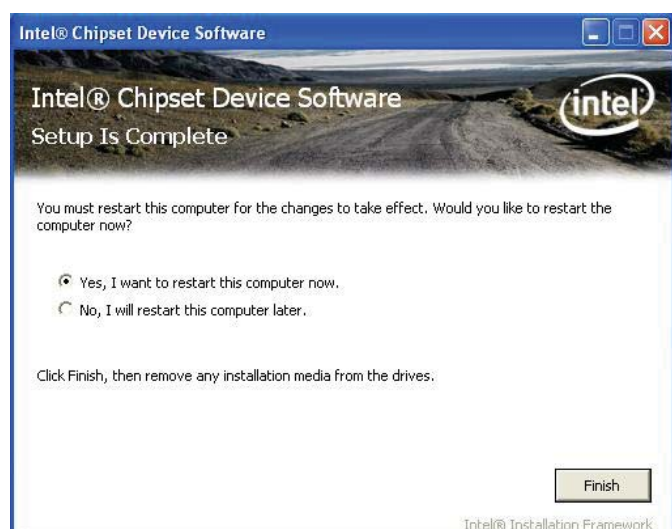 Intel® Chipset Device Software
Intel® Chipset Device Software
intel
Setup Is Complete
You must restart this computer for the changes to take effect. Would you like to restart the
computer now?
Yes, I want to restart this computer now.
No, I will restart this computer later.
Click Finish, then remove any installation media from the drives.
Finish
Intel® Installation Framework